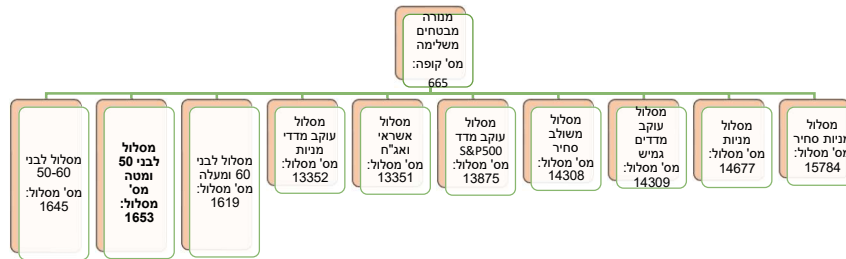 מנורה
מבטחים
משלימה
מס' קופה:
665
מניות סחיר
מס' מסלול:
15784
מסלול
מניות
מס' מסלול:
14677
מסלול
עוקב
מדדים
גמיש
מס' מסלול:
14309
מסלול
משולב
סחיר
מס' מסלול:
14308
מסלול
עוקב מדד
S&P500
מס' מסלול:
13875
מסלול
אשראי
ואג"ח
מס' מסלול:
13351
מסלול
עוקב מדדי
מניות
מס' מסלול:
13352
מסלול לבני
60 ומעלה
מס' מסלול:
1619
מסלול
לבני 50
ומטה
מס'
מסלול:
1653
מסלול לבני
50-60
מס' מסלול:
1645